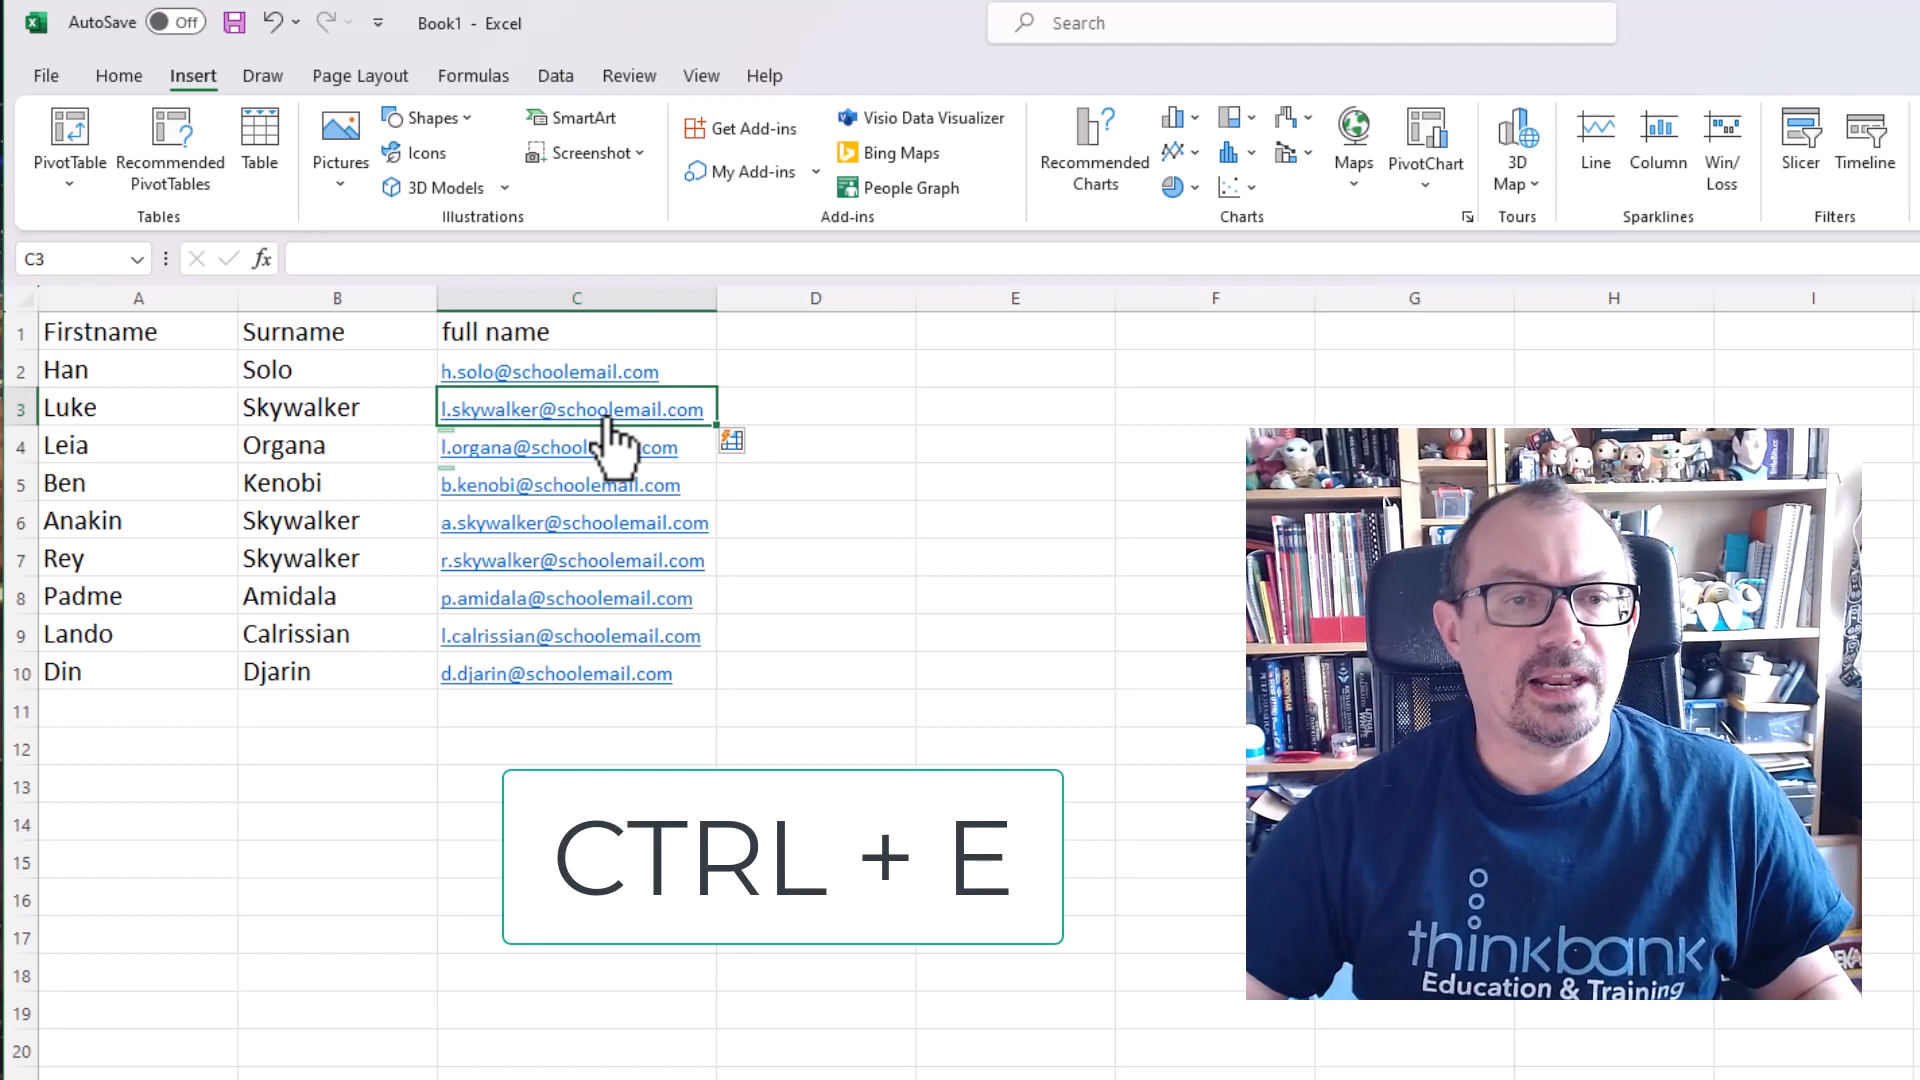 AutoSave Off Book1 - Excel Search
File Home Insert Draw Page Layout Formulas Data Review View Help
PivotTable
Recommended PivotTables
Table
Tables
Pictures
Shapes
Icons
3D Models
SmartArt
Screenshot
Illustrations
Get Add-ins
My Add-ins
Visio Data Visualizer
Bing Maps
People Graph
Add-ins
Recommended Charts
Maps
PivotChart
Charts
3D Map
Tours
Line
Column
Win/Loss
Sparklines
Slicer
Timeline
Filters
C3 fx
A B C D E F G H I
1 Firstname Surname full name
2 Han Solo h.solo@schoolemail.com
3 Luke Skywalker l.skywalker@schoolemail.com
4 Leia Organa l.organa@school com
5 Ben Kenobi b.kenobi@schoolemail.com
6 Anakin Skywalker a.skywalker@schoolemail.com
7 Rey Skywalker r.skywalker@schoolemail.com
8 Padme Amidala p.amidala@schoolemail.com
9 Lando Calrissian l.calrissian@schoolemail.com
10 Din Djarin d.djarin@schoolemail.com
11
12
13
14
15
16
17
18
19
20
CTRL + E
thinkbank
Education & Training